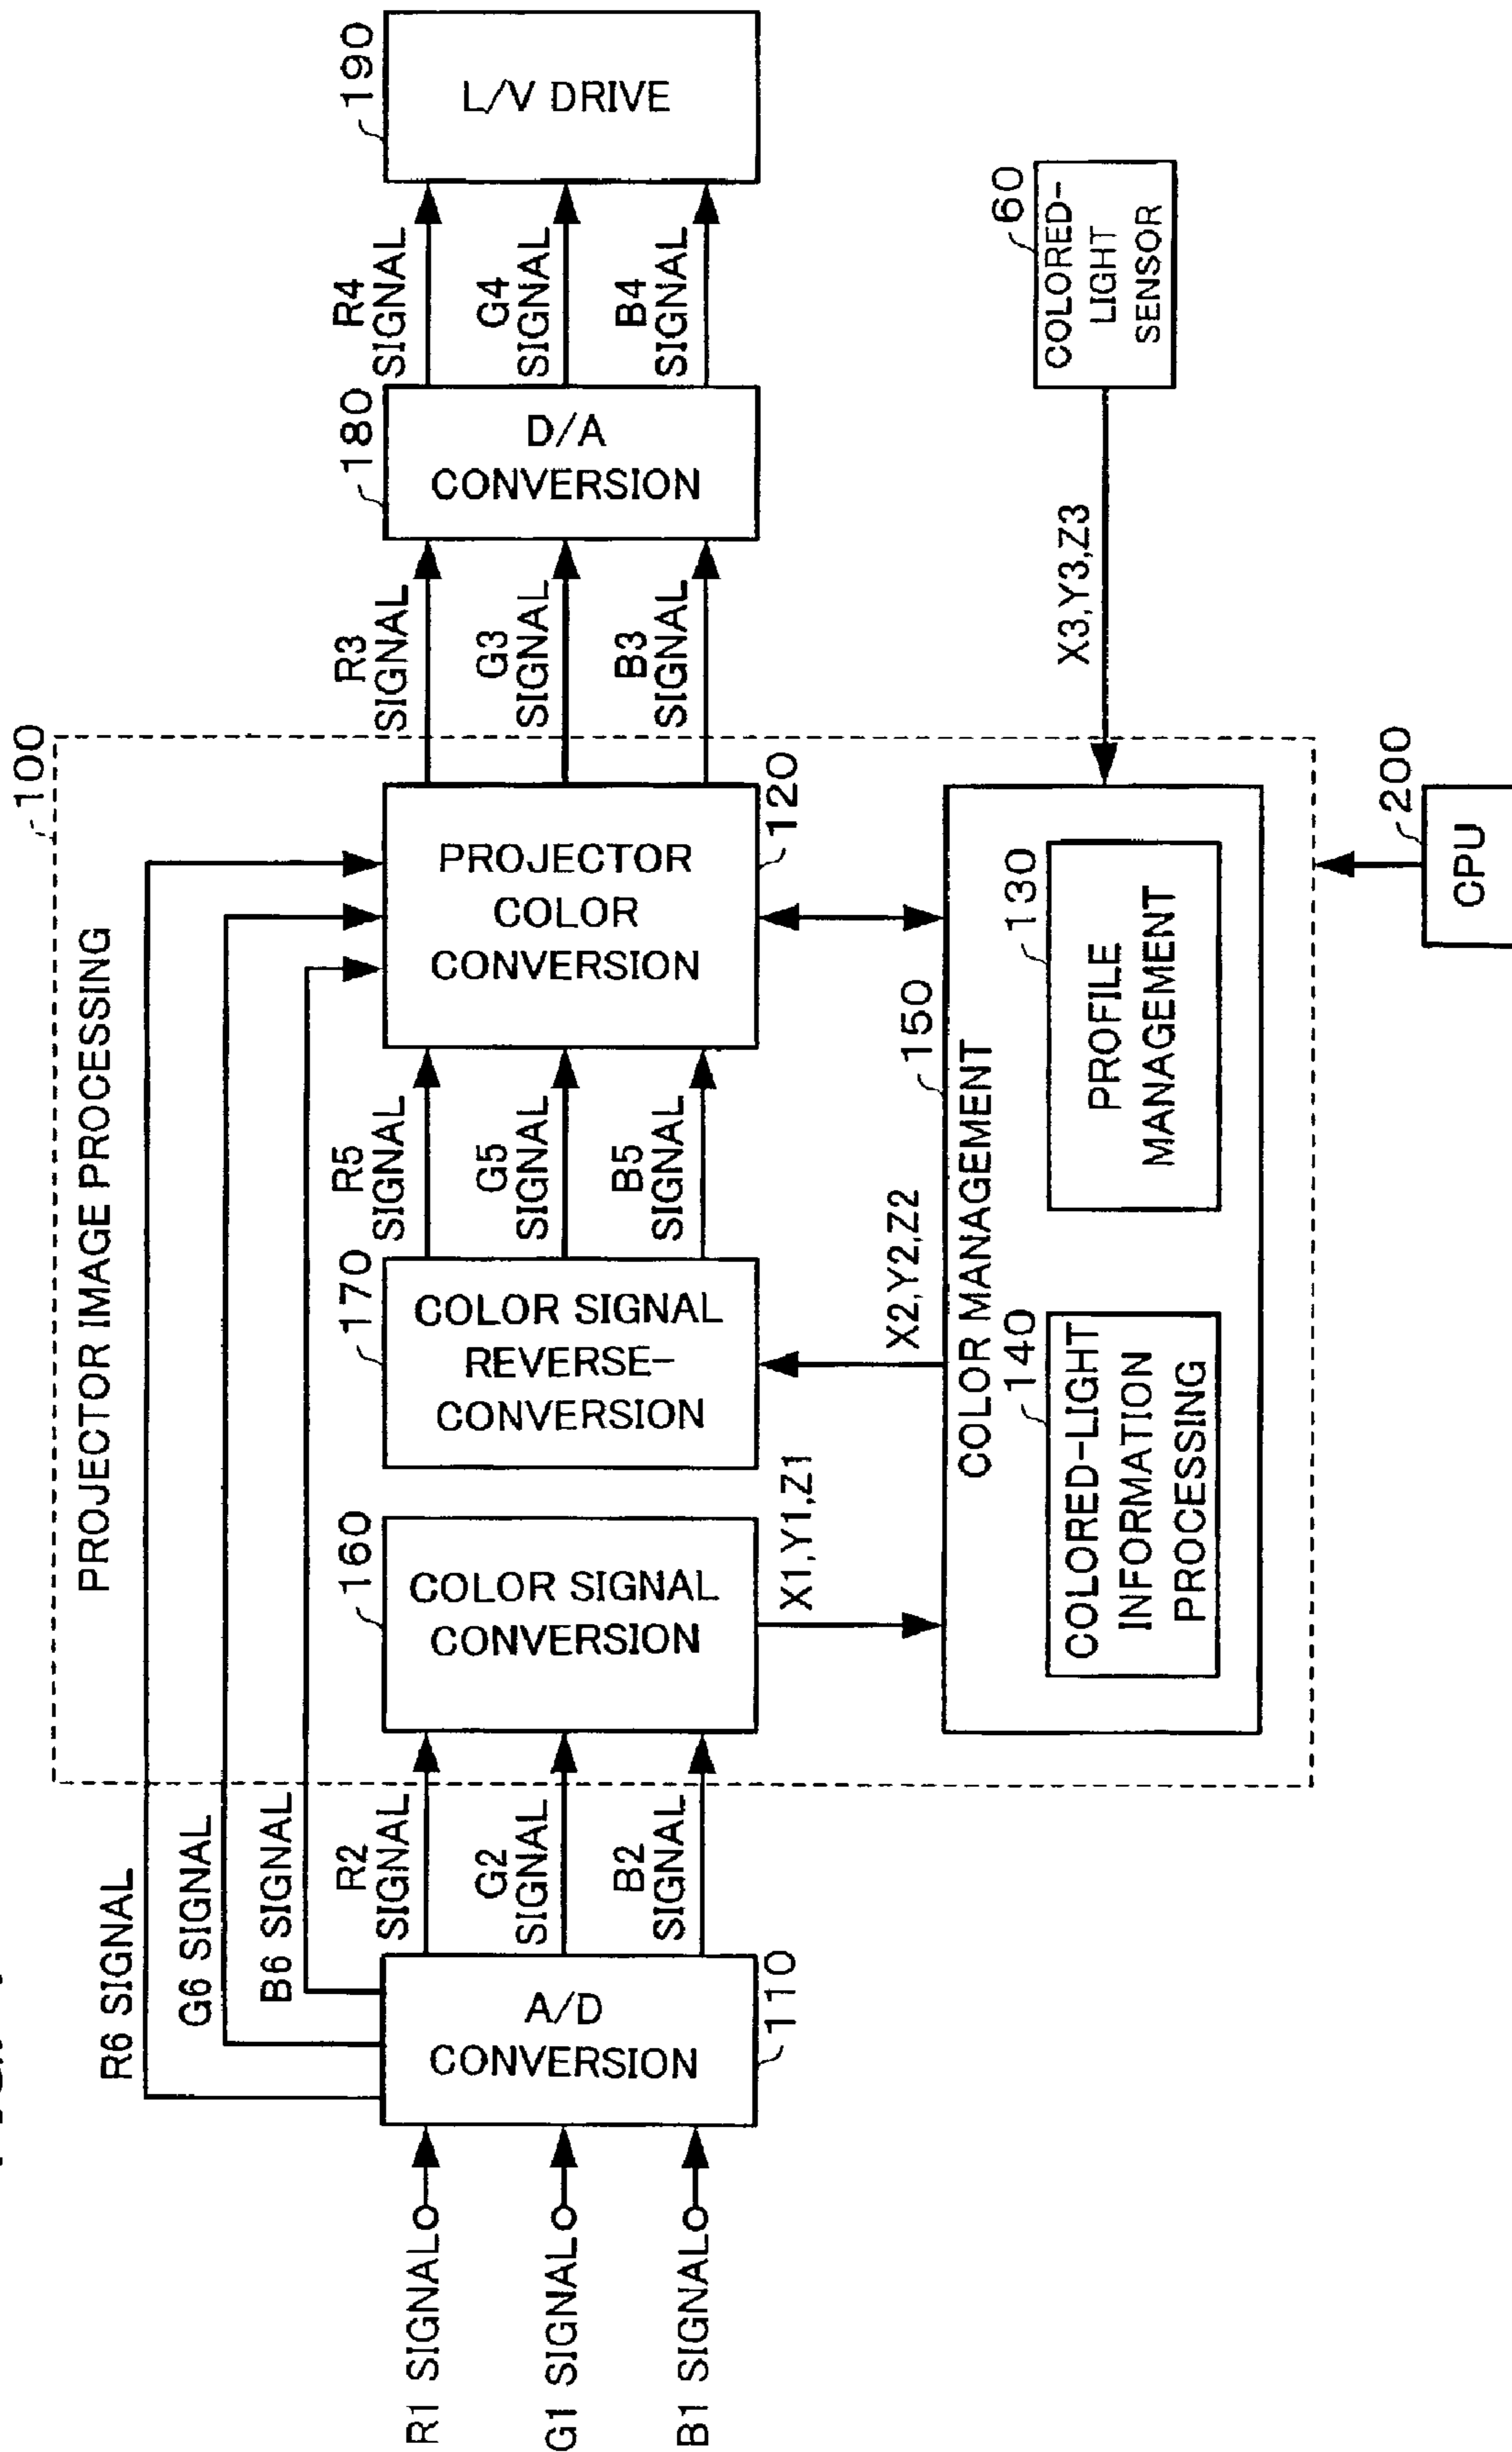 100
PROJECTOR IMAGE PROCESSING
R6 SIGNAL
G6 SIGNAL
B6 SIGNAL
R1 SIGNAL
G1 SIGNAL
B1 SIGNAL
A/D
CONVERSION
110
R2
SIGNAL
G2
SIGNAL
B2
SIGNAL
160
COLOR SIGNAL
CONVERSION
170
COLOR SIGNAL
REVERSE-
CONVERSION
R5
SIGNAL
G5
SIGNAL
B5
SIGNAL
PROJECTOR
COLOR
CONVERSION
120
R3
SIGNAL
G3
SIGNAL
B3
SIGNAL
180
D/A
CONVERSION
R4
SIGNAL
G4
SIGNAL
B4
SIGNAL
190
L/V DRIVE
X1,Y1,Z1
X2,Y2,Z2
150
COLOR MANAGEMENT
140
COLORED-LIGHT
INFORMATION
PROCESSING
130
PROFILE
MANAGEMENT
X3,Y3,Z3
60
COLORED-
LIGHT
SENSOR
200
CPU